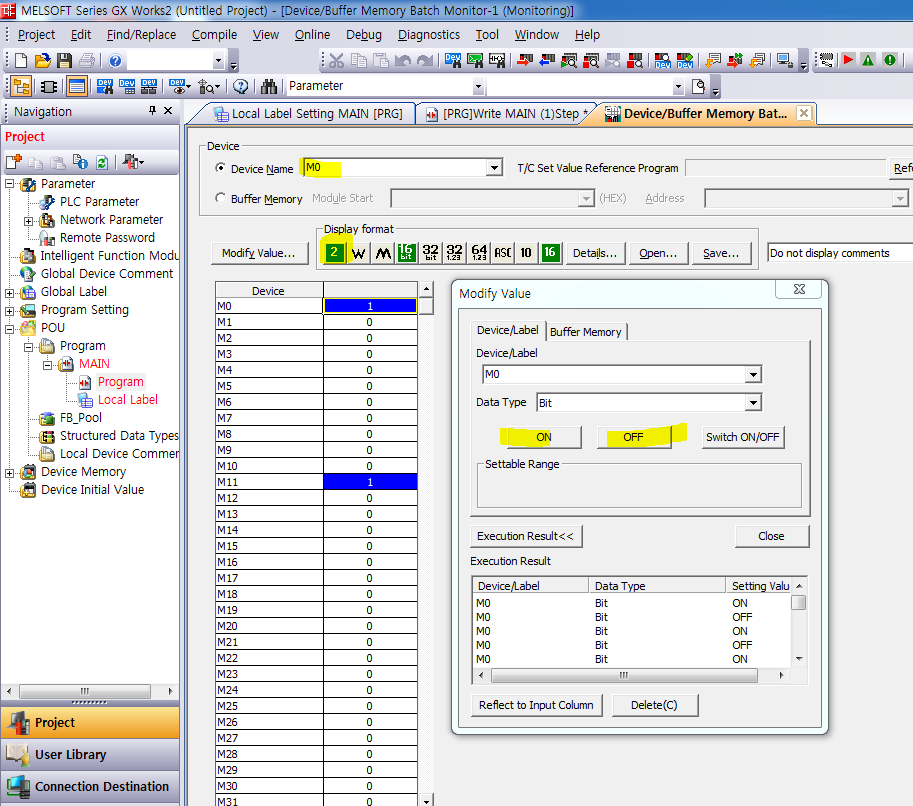 MELSOFT Series GX Works2 (Untitled Project) - [Device/Buffer Memory Batch Monitor-1 (Monitoring)]
Project Edit Find/Replace Compile View Online Debug Diagnostics Tool Window Help
Parameter
Navigation
Local Label Setting MAIN [PRG]
[PRG]Write MAIN (1)Step *
Device/Buffer Memory Bat...
Project
Parameter
PLC Parameter
Network Parameter
Remote Password
Intelligent Function Modu
Global Device Comment
Global Label
Program Setting
POU
Program
MAIN
Program
Local Label
FB_Pool
Structured Data Types
Local Device Commen
Device Memory
Device Initial Value
Project
User Library
Connection Destination
Device
Device Name M0 T/C Set Value Reference Program Refe
Buffer Memory Module Start (HEX) Address
Display format
Modify Value... 2 W M 16 bit 32 bit 32 1.23 64 1.23 ASC 10 16 Details... Open... Save... Do not display comments
Device
M0 1
M1 0
M2 0
M3 0
M4 0
M5 0
M6 0
M7 0
M8 0
M9 0
M10 0
M11 1
M12 0
M13 0
M14 0
M15 0
M16 0
M17 0
M18 0
M19 0
M20 0
M21 0
M22 0
M23 0
M24 0
M25 0
M26 0
M27 0
M28 0
M29 0
M30 0
M31 0
Modify Value
Device/Label Buffer Memory
Device/Label
M0
Data Type Bit
ON OFF Switch ON/OFF
Settable Range
Execution Result<< Close
Execution Result
Device/Label Data Type Setting Valu
M0 Bit ON
M0 Bit OFF
M0 Bit ON
M0 Bit OFF
M0 Bit ON
Reflect to Input Column Delete(C)